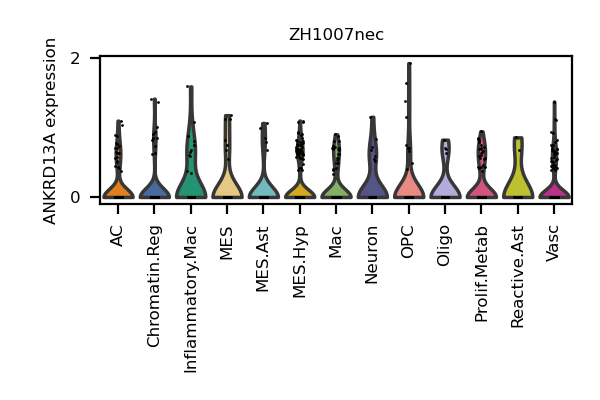 ZH1007nec
ANKRD13A expression
2
0
AC
Chromatin.Reg
Inflammatory.Mac
MES
MES.Ast
MES.Hyp
Mac
Neuron
OPC
Oligo
Prolif.Metab
Reactive.Ast
Vasc